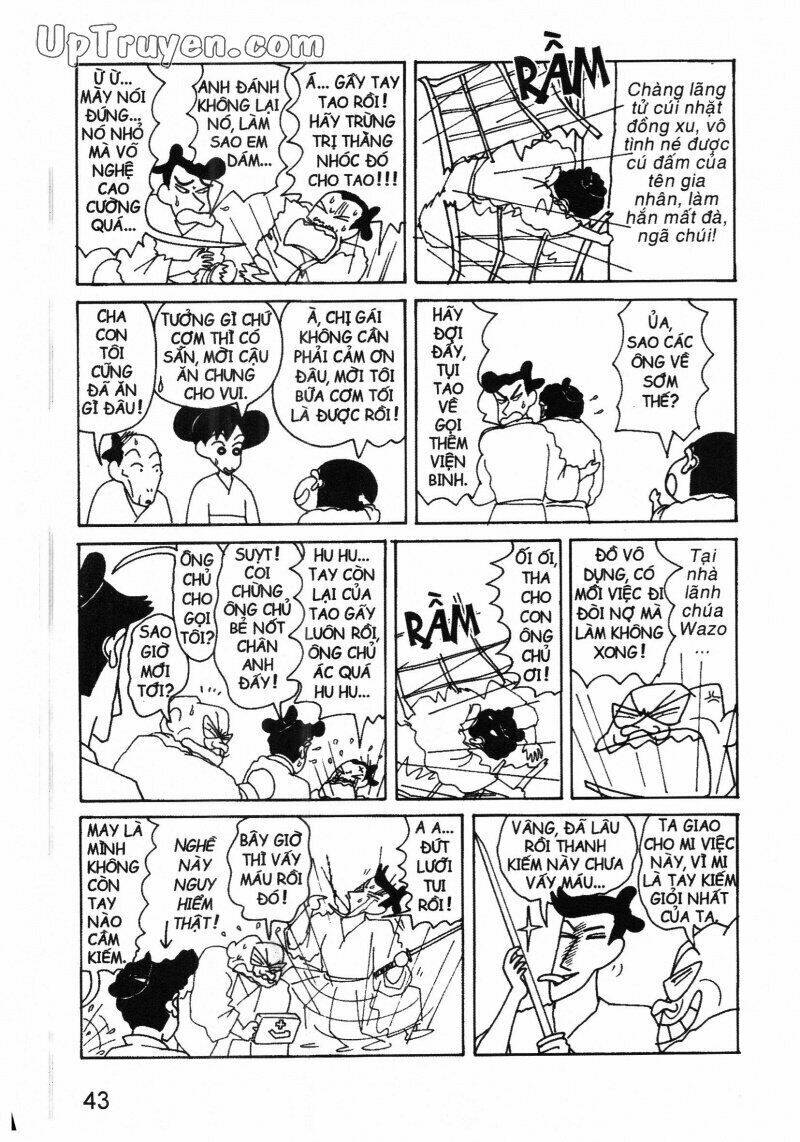 UpTruyen.com
RẦM
Chàng lãng
tử cúi nhặt
đồng xu, vô
tình né được
cú đấm của
tên gia
nhân, làm
hắn mất đà,
ngã chúi!
Á... GÃY TAY
TAO RỒI!
HÃY TRỪNG
TRỊ THẰNG
NHÓC ĐÓ
CHO TAO!!!
ANH ĐÁNH
KHÔNG LẠI
NÓ, LÀM
SAO EM
DÁM...
Ừ Ừ...
MÀY NÓI
ĐÚNG...
NÓ NHỎ
MÀ VÕ
NGHỆ
CAO
CƯỜNG
QUÁ...
ỦA,
SAO CÁC
ÔNG VỀ
SỚM
THẾ?
HÃY
ĐỢI
ĐẤY,
TỤI
TAO
VỀ
GỌI
THÊM
VIỆN
BINH.
À, CHỊ GÁI
KHÔNG CẦN
PHẢI CẢM ƠN
ĐÂU, MỜI TÔI
BỮA CƠM TỐI
LÀ ĐƯỢC RỒI!
TƯỞNG GÌ CHỨ
CƠM THÌ CÓ
SẴN, MỜI CẬU
ĂN CHUNG
CHO VUI.
CHA
CON
TÔI
CŨNG
ĐÃ ĂN
GÌ ĐÂU!
Tại
nhà
lãnh
chúa
Wazo
...
ĐỒ VÔ
DỤNG, CÓ
MỖI VIỆC ĐI
ĐÒI NỢ MÀ
LÀM KHÔNG
XONG!
ỐI ỐI,
THA
CHO
CON
ÔNG
CHỦ
ƠI!
RẦM
HU HU...
TAY CÒN
LẠI CỦA
TAO GÃY
LUÔN RỒI,
ÔNG CHỦ
ÁC QUÁ
HU HU...
SUỴT!
COI
CHỪNG
ÔNG CHỦ
BẺ NỐT
CHÂN
ANH
ĐẤY!
ÔNG
CHỦ
CHO
GỌI
TÔI?
SAO
GIỜ
MỚI
TỚI?
TA GIAO
CHO MI VIỆC
NÀY, VÌ MI
LÀ TAY KIẾM
GIỎI NHẤT
CỦA TA.
VÂNG, ĐÃ LÂU
RỒI THANH
KIẾM NÀY CHƯA
VẤY MÁU...
A A...
ĐỨT
LƯỠI
TUI
RỒI!
BÂY GIỜ
THÌ VẤY
MÁU RỒI
ĐÓ!
NGHỀ
NÀY
NGUY
HIỂM
THẬT!
MAY LÀ
MÌNH
KHÔNG
CÒN
TAY
NÀO
CẦM
KIẾM.
43